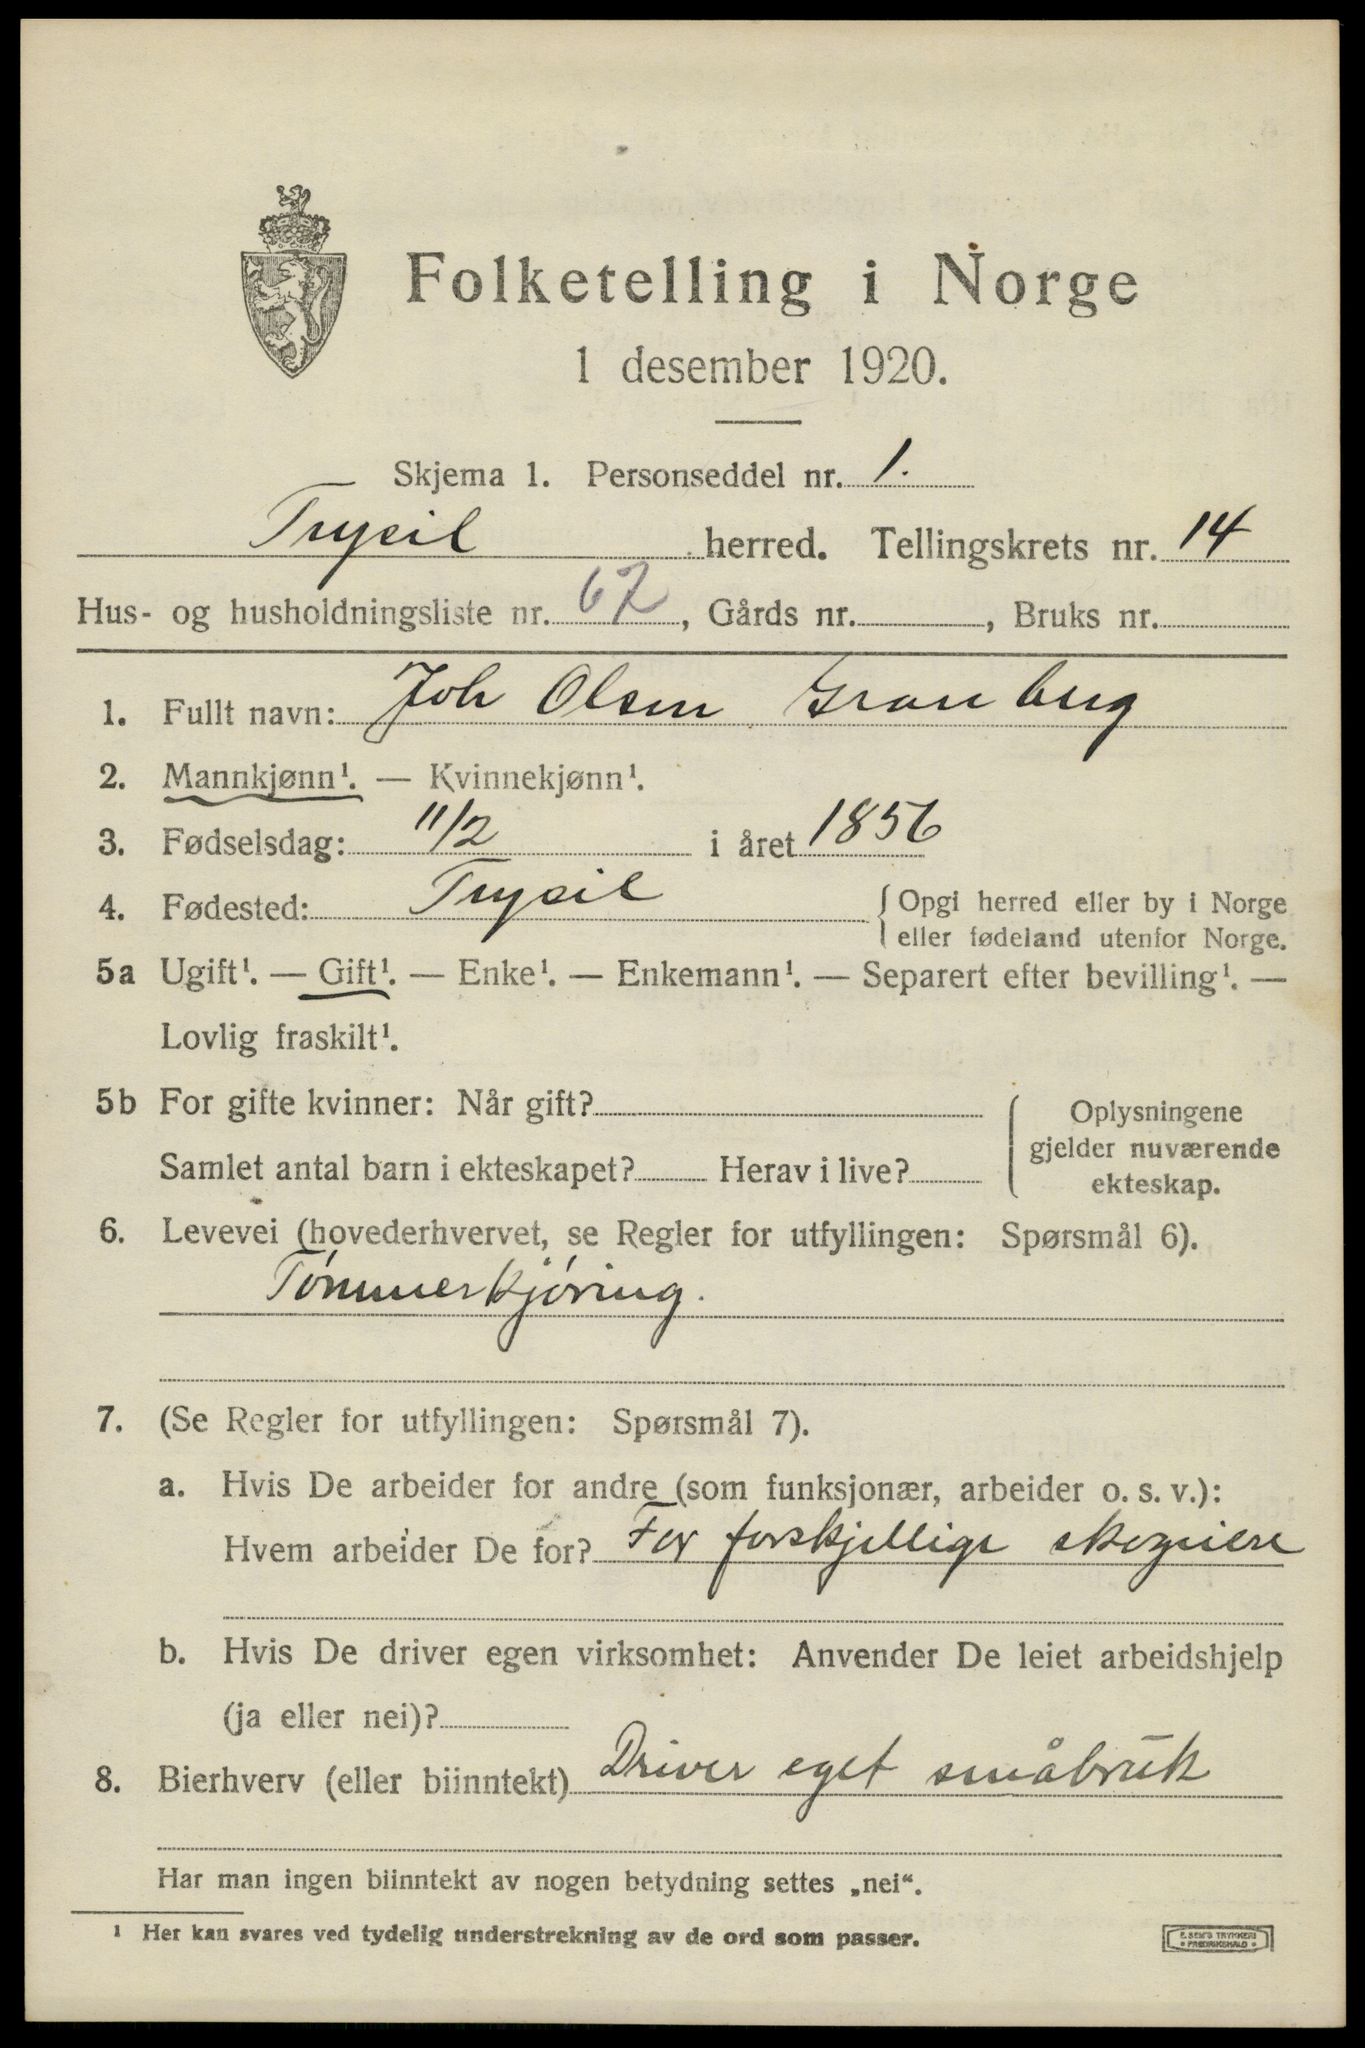 Folketelling i Norge
1 desember 1920.
Skjema 1. Personseddel nr. 1.
Trysil herred. Tellingskrets nr. 14
Hus- og husholdningsliste nr. 62, Gårds nr. , Bruks nr.
1. Fullt navn: Joh Olsen Granberg
2. Mannkjønn¹. — Kvinnekjønn¹.
3. Fødselsdag: 11/2 i året 1856
4. Fødested: Trysil { Opgi herred eller by i Norge
eller fødeland utenfor Norge.
5a Ugift¹. — Gift¹. — Enke¹. — Enkemann¹. — Separert efter bevilling¹. —
Lovlig fraskilt¹.
5b For gifte kvinner: Når gift?
Samlet antal barn i ekteskapet? Herav i live?
Oplysningene
gjelder nuværende
ekteskap.
6. Levevei (hovederhvervet, se Regler for utfyllingen: Spørsmål 6).
Tømmerkjøring.
7. (Se Regler for utfyllingen: Spørsmål 7).
a. Hvis De arbeider for andre (som funksjonær, arbeider o. s. v.):
Hvem arbeider De for? For forskjellige skogeiere
b. Hvis De driver egen virksomhet: Anvender De leiet arbeidshjelp
(ja eller nei)?
8. Bierhverv (eller biinntekt) Driver eget småbruk
Har man ingen biinntekt av nogen betydning settes „nei“.
¹ Her kan svares ved tydelig understrekning av de ord som passer.
E. SEM'S TRYKKERI
• FREDRIKSHALD •